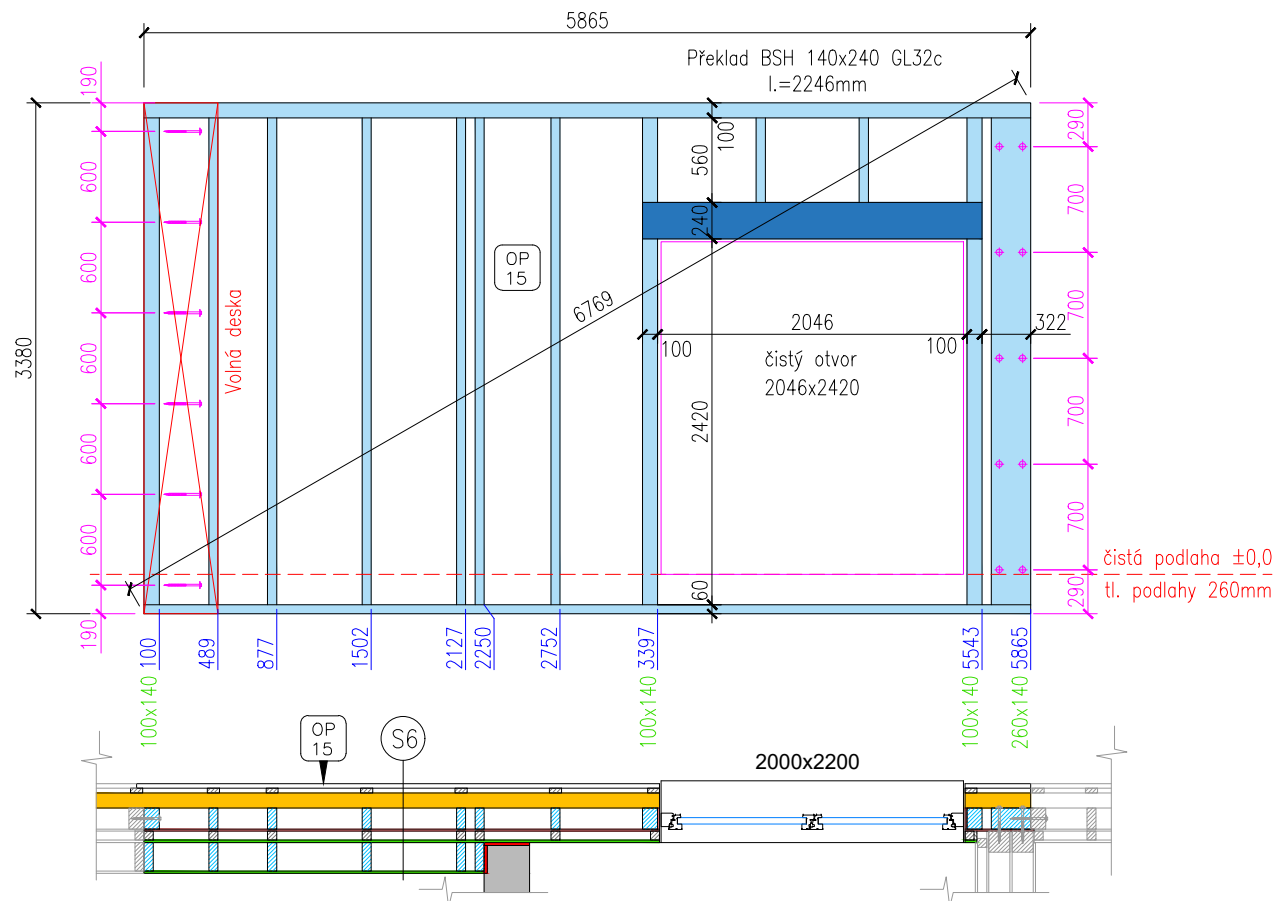 5865
Překlad BSH 140x240 GL32c
l.=2246mm
190
600
600
600
600
600
190
3380
Volná deska
OP
15
6769
100
560
240
2420
60
2046
100
100
322
čistý otvor
2046x2420
290
700
700
700
700
290
čistá podlaha ±0,0
tl. podlahy 260mm
100
489
877
1502
2127
2250
2752
3397
5543
5865
100x140
100x140
100x140
260x140
OP
15
S6
2000x2200